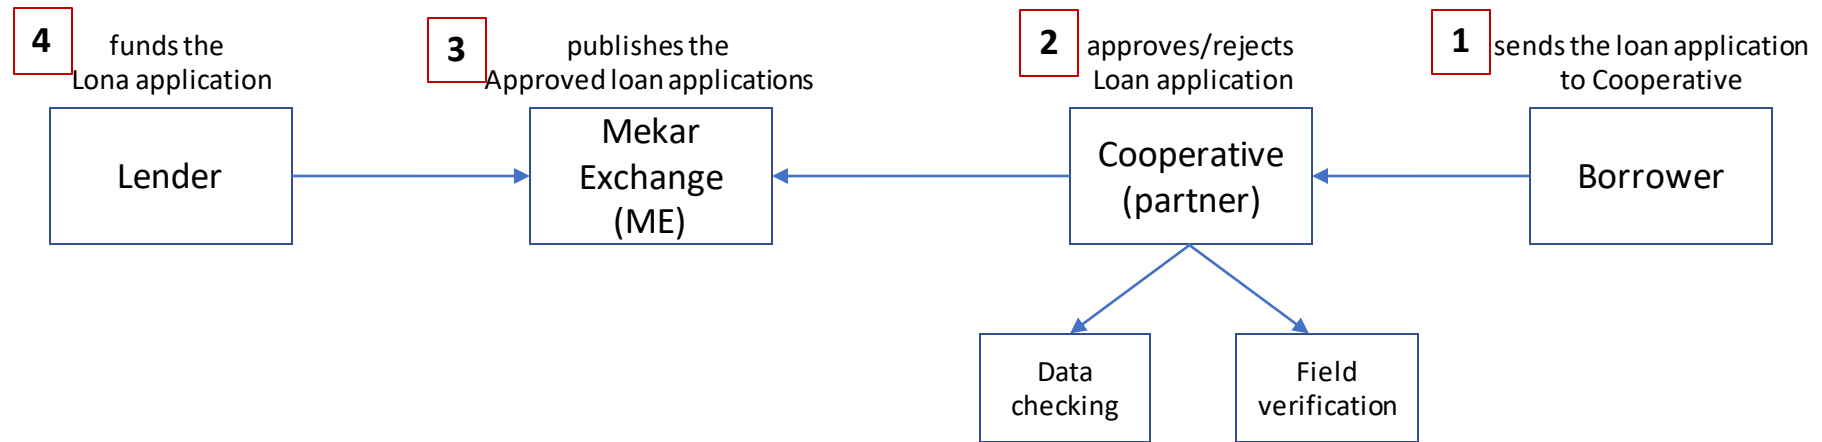 4
funds the
Lona application
3
publishes the
Approved loan applications
2
approves/rejects
Loan application
1
sends the loan application
to Cooperative
Lender
Mekar
Exchange
(ME)
Cooperative
(partner)
Borrower
Data
checking
Field
verification